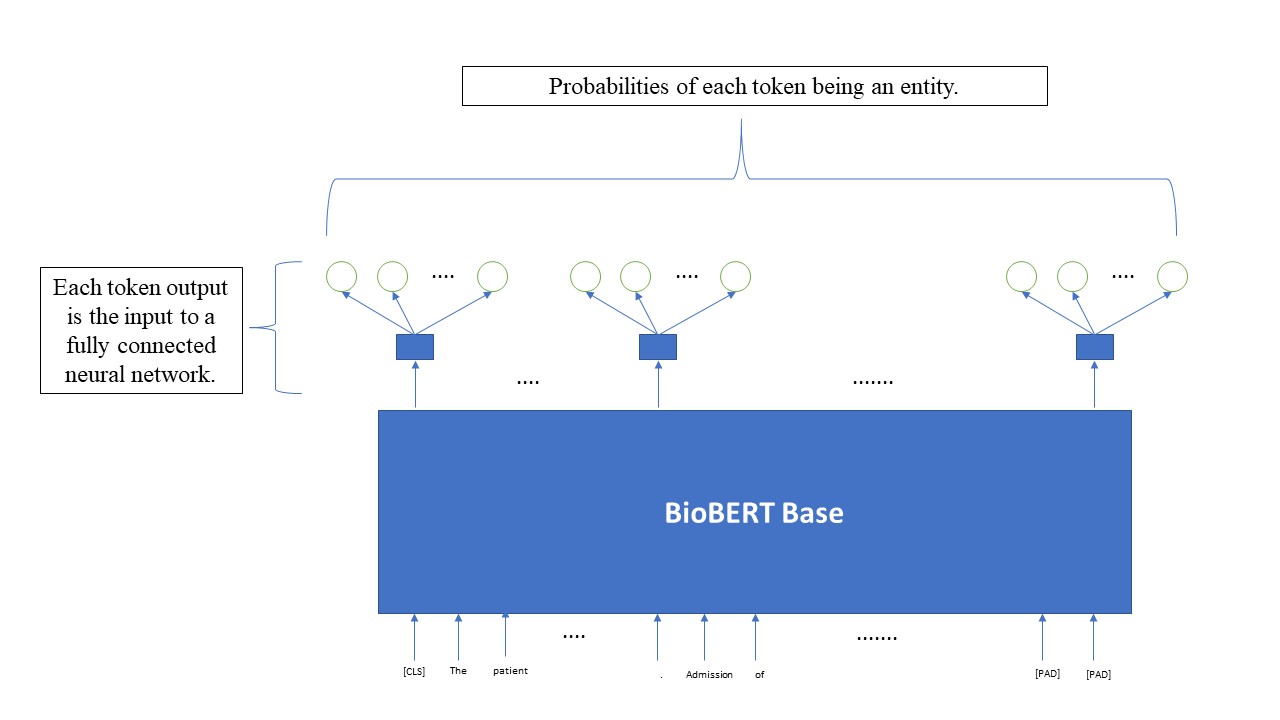 Probabilities of each token being an entity.
.... .... ....
Each token output
is the input to a
fully connected
neural network.
.... .......
BioBERT Base
.... .......
[CLS] The patient . Admission of [PAD] [PAD]